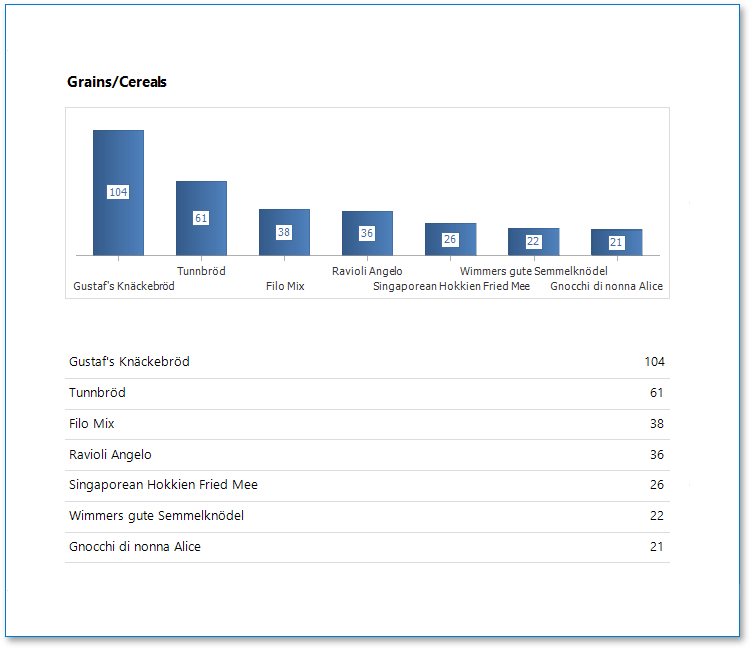 Grains/Cereals
104
61
38
36
26
22
21
Tunnbröd Ravioli Angelo Wimmers gute Semmelknödel
Gustaf's Knäckebröd Filo Mix Singaporean Hokkien Fried Mee Gnocchi di nonna Alice
Gustaf's Knäckebröd 104
Tunnbröd 61
Filo Mix 38
Ravioli Angelo 36
Singaporean Hokkien Fried Mee 26
Wimmers gute Semmelknödel 22
Gnocchi di nonna Alice 21